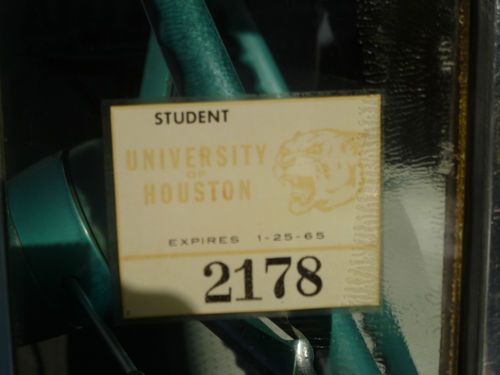 STUDENT
UNIVERSITY
OF
HOUSTON
EXPIRES 1-25-65
2178